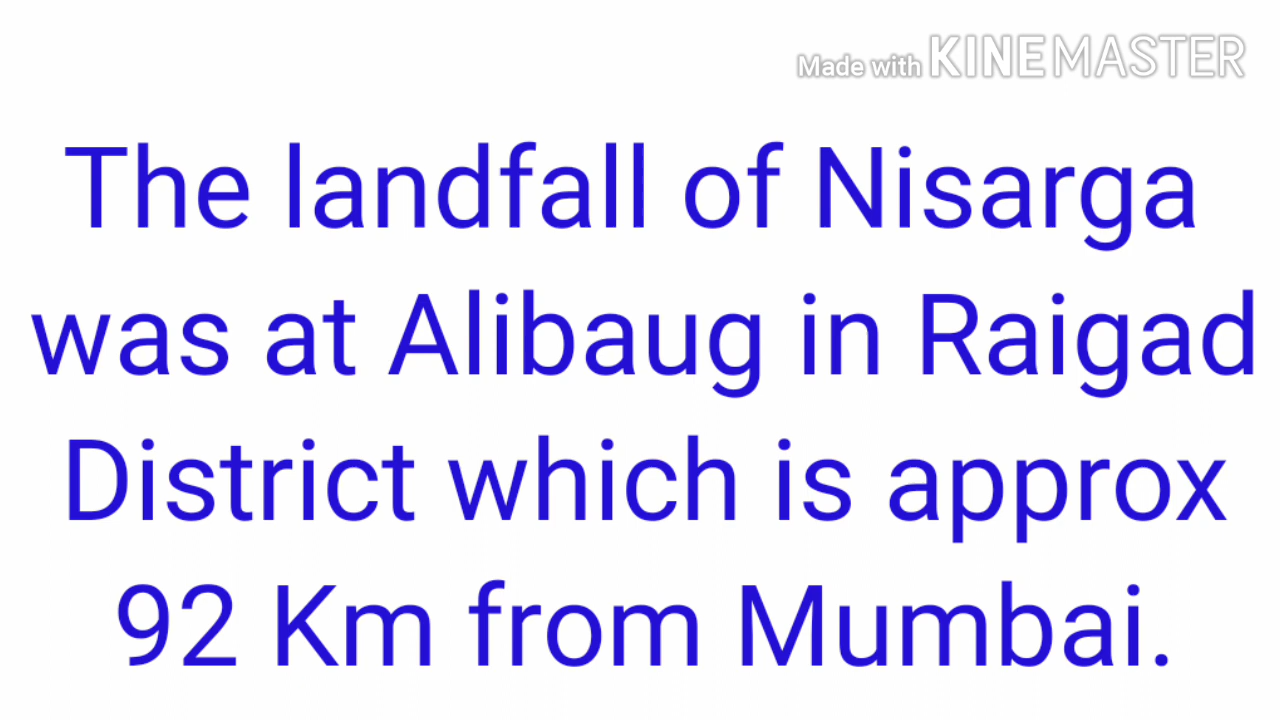 Made with KINEMASTER
The landfall of Nisarga
was at Alibaug in Raigad
District which is approx
92 Km from Mumbai.